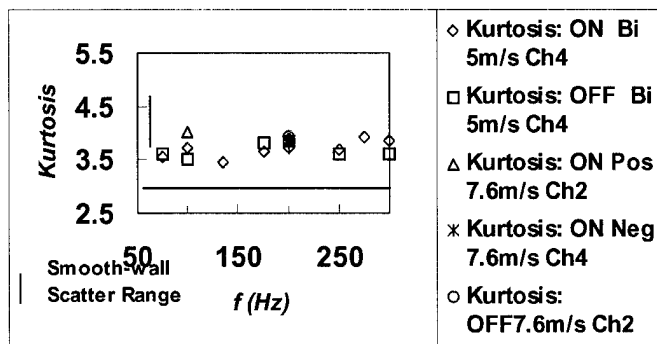 Kurtosis
5.5
4.5
3.5
2.5
50
150
250
f (Hz)
Smooth-wall
Scatter Range
Kurtosis: ON Bi
5m/s Ch4
Kurtosis: OFF Bi
5m/s Ch4
Kurtosis: ON Pos
7.6m/s Ch2
Kurtosis: ON Neg
7.6m/s Ch4
Kurtosis:
OFF7.6m/s Ch2